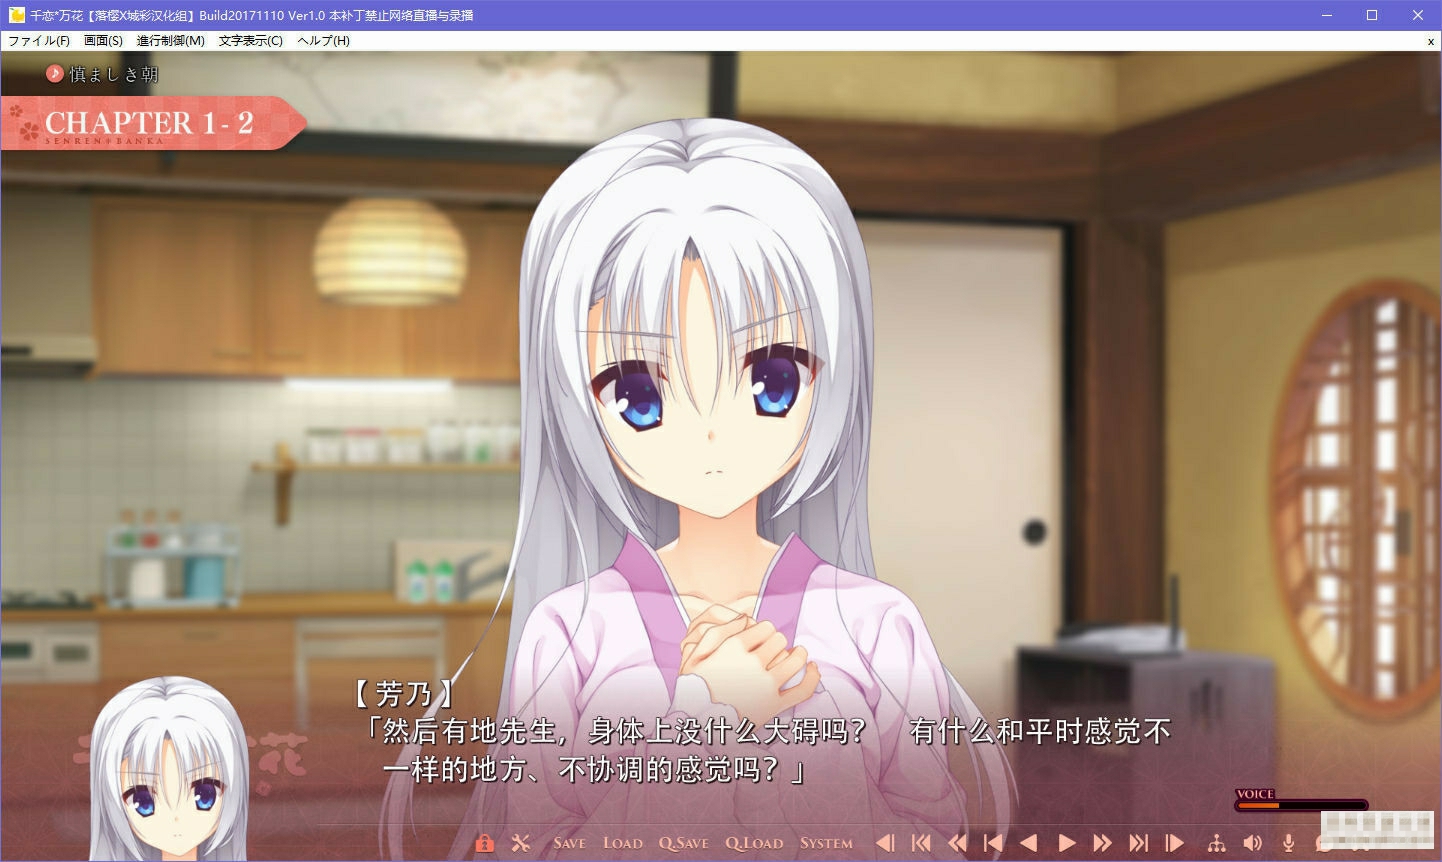 千恋*万花【落樱X城彩汉化组】Build20171110 Ver1.0 本补丁禁止网络直播与录播
ファイル(F) 画面(S) 進行制御(M) 文字表示(C) ヘルプ(H) x
♪ 慎ましき朝
CHAPTER 1 - 2
SENREN*BANKA
【芳乃】
「然后有地先生，身体上没什么大碍吗？　有什么和平时感觉不
一样的地方、不协调的感觉吗？」
花
VOICE
SAVE LOAD Q.SAVE Q.LOAD SYSTEM